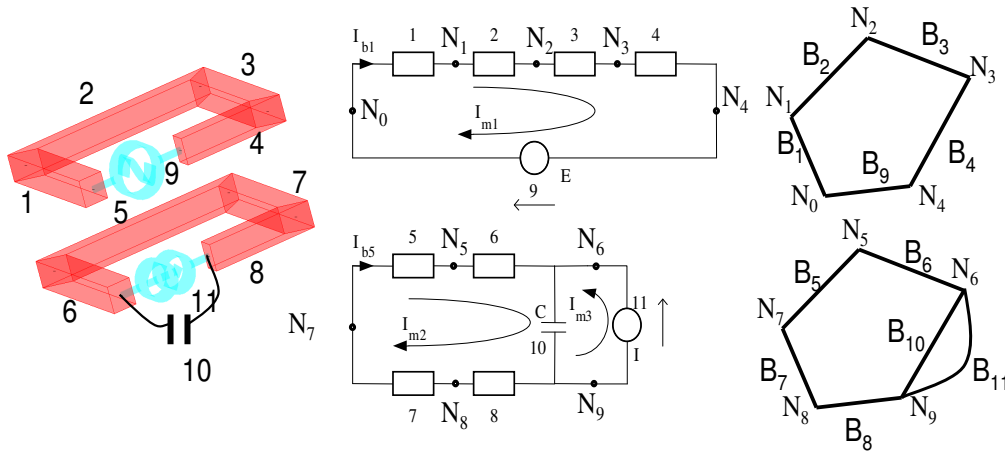 3
2
4
9
1
5
7
8
6
11
10
I_b1
1
N_1
2
N_2
3
N_3
4
N_0
I_m1
N_4
9
E
I_b5
5
N_5
6
N_6
N_7
I_m2
C
10
I_m3
11
I
7
N_8
8
N_9
N_2
B_3
B_2
N_3
N_1
B_1
B_4
B_9
N_0
N_4
N_5
B_6
N_6
B_5
N_7
B_10
B_7
B_11
N_8
N_9
B_8